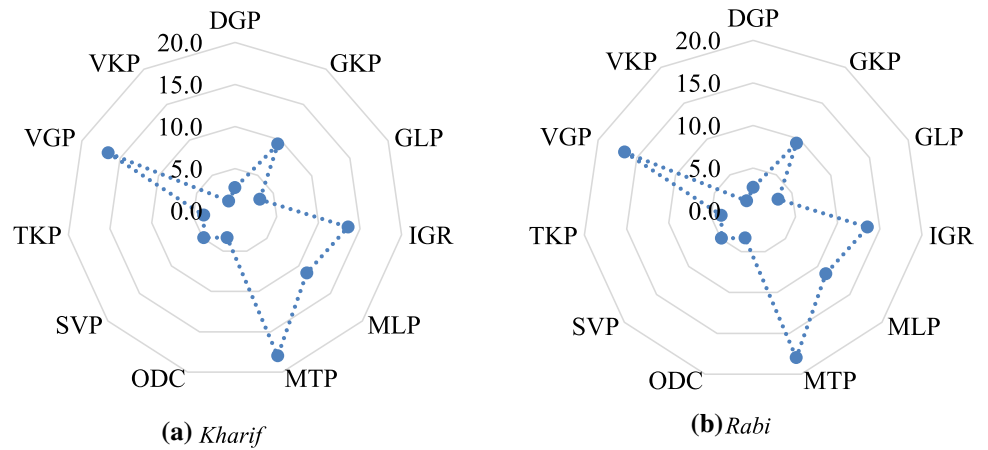 DGP
20.0
VKP
GKP
15.0
10.0
VGP
GLP
5.0
0.0
TKP
IGR
SVP
MLP
ODC
MTP
(a) Kharif
DGP
20.0
VKP
GKP
15.0
10.0
VGP
GLP
5.0
0.0
TKP
IGR
SVP
MLP
ODC
MTP
(b) Rabi